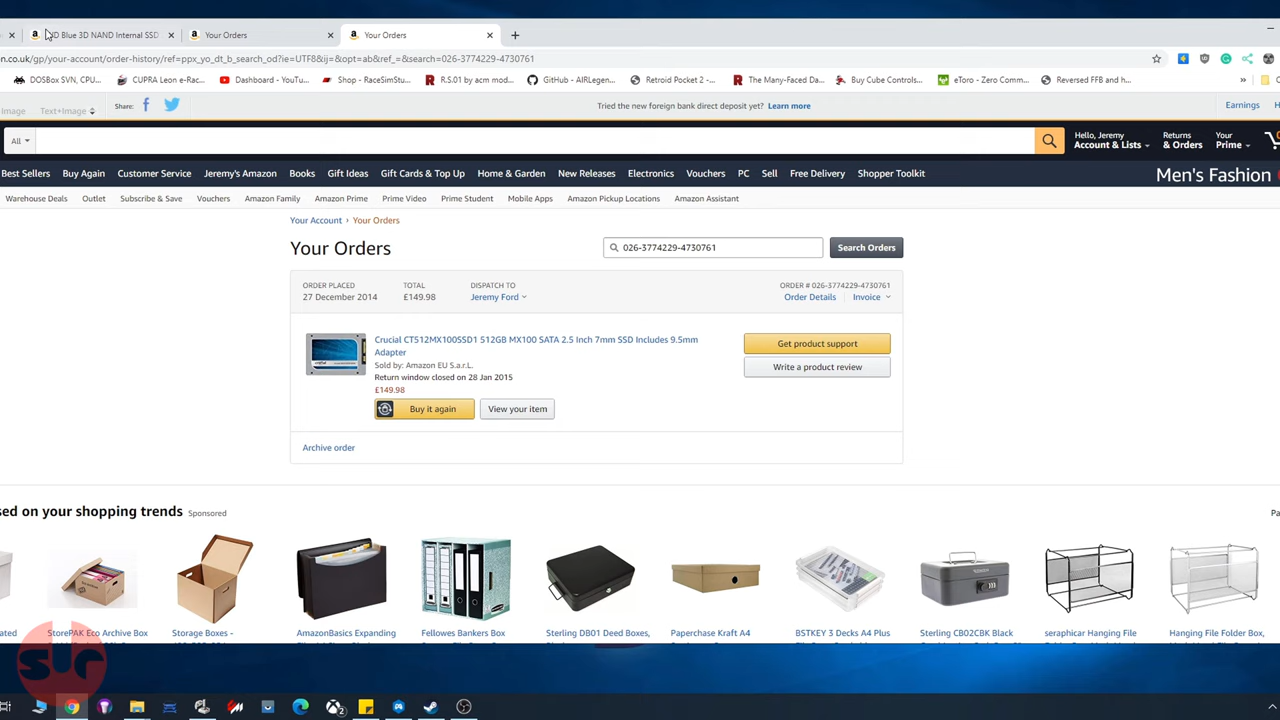 D Blue 3D NAND Internal SSD
Your Orders
Your Orders
n.co.uk/gp/your-account/order-history/ref=ppx_yo_dt_b_search_od?ie=UTF8&ij=&opt=ab&ref_=&search=026-3774229-4730761
DOSBox SVN, CPU...
CUPRA Leon e-Rac...
Dashboard - YouTu...
Shop - RaceSimStu...
R.S.01 by acm mod...
GitHub - AIRLegen...
Retroid Pocket 2 -...
The Many-Faced Da...
Buy Cube Controls...
eToro - Zero Comm...
Reversed FFB and h...
Image
Text+Image
Share:
Tried the new foreign bank direct deposit yet? Learn more
Earnings
H
All
Hello, Jeremy
Account & Lists
Returns
& Orders
Your
Prime
Best Sellers
Buy Again
Customer Service
Jeremy's Amazon
Books
Gift Ideas
Gift Cards & Top Up
Home & Garden
New Releases
Electronics
Vouchers
PC
Sell
Free Delivery
Shopper Toolkit
Men's Fashion
Warehouse Deals
Outlet
Subscribe & Save
Vouchers
Amazon Family
Amazon Prime
Prime Video
Prime Student
Mobile Apps
Amazon Pickup Locations
Amazon Assistant
Your Account › Your Orders
Your Orders
026-3774229-4730761
Search Orders
ORDER PLACED
27 December 2014
TOTAL
£149.98
DISPATCH TO
Jeremy Ford
ORDER # 026-3774229-4730761
Order Details
Invoice
Crucial CT512MX100SSD1 512GB MX100 SATA 2.5 Inch 7mm SSD Includes 9.5mm
Adapter
Sold by: Amazon EU S.a.r.L.
Return window closed on 28 Jan 2015
£149.98
Buy it again
View your item
Get product support
Write a product review
Archive order
sed on your shopping trends
Sponsored
Pa
ated
StorePAK Eco Archive Box
Storage Boxes -
AmazonBasics Expanding
Fellowes Bankers Box
Sterling DB01 Deed Boxes,
Paperchase Kraft A4
BSTKEY 3 Decks A4 Plus
Sterling CB02CBK Black
seraphicar Hanging File
Hanging File Folder Box,
sur